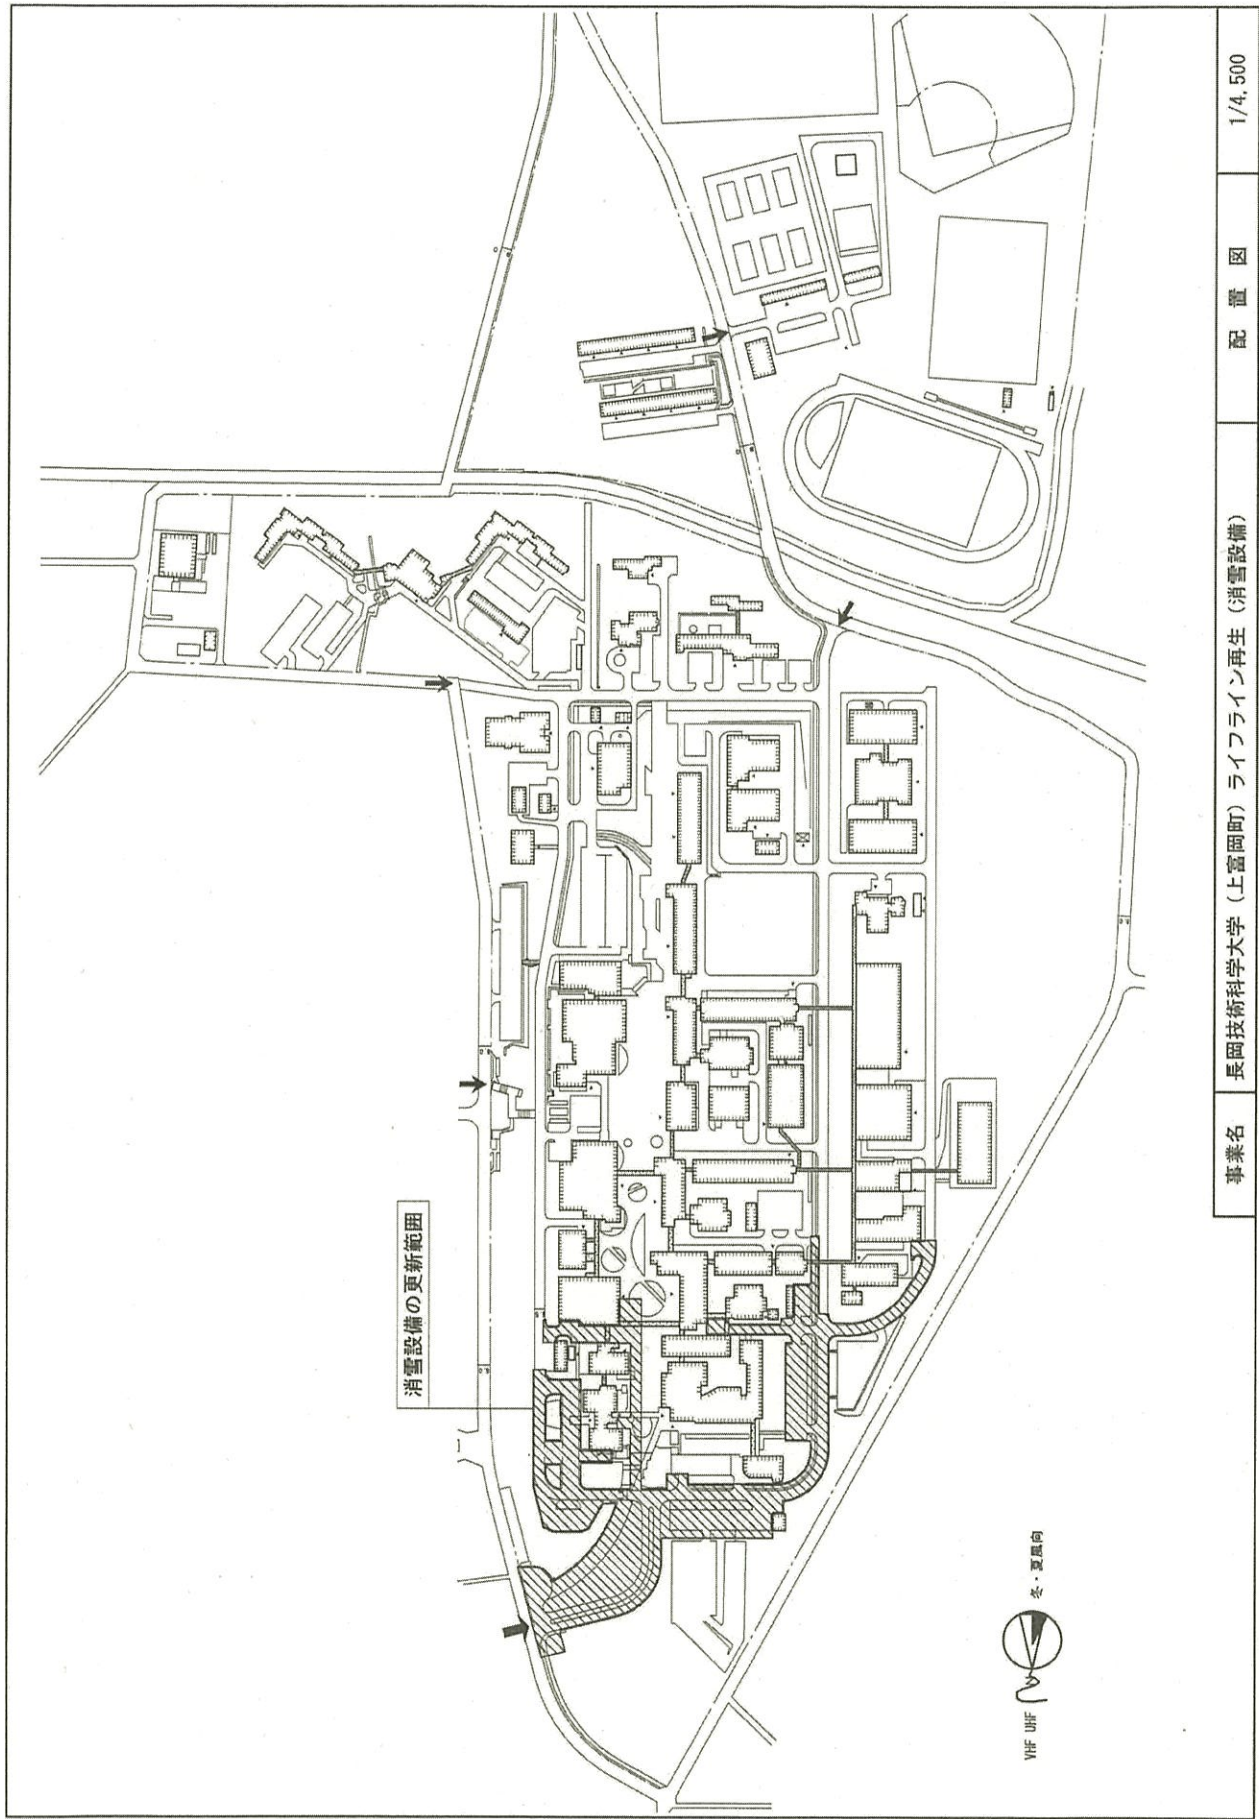 消雪設備の更新範囲
VHF UHF
冬・夏風向
事業名
長岡技術科学大学(上富岡町)ライフライン再生(消雪設備)
配 置 図
1/4,500